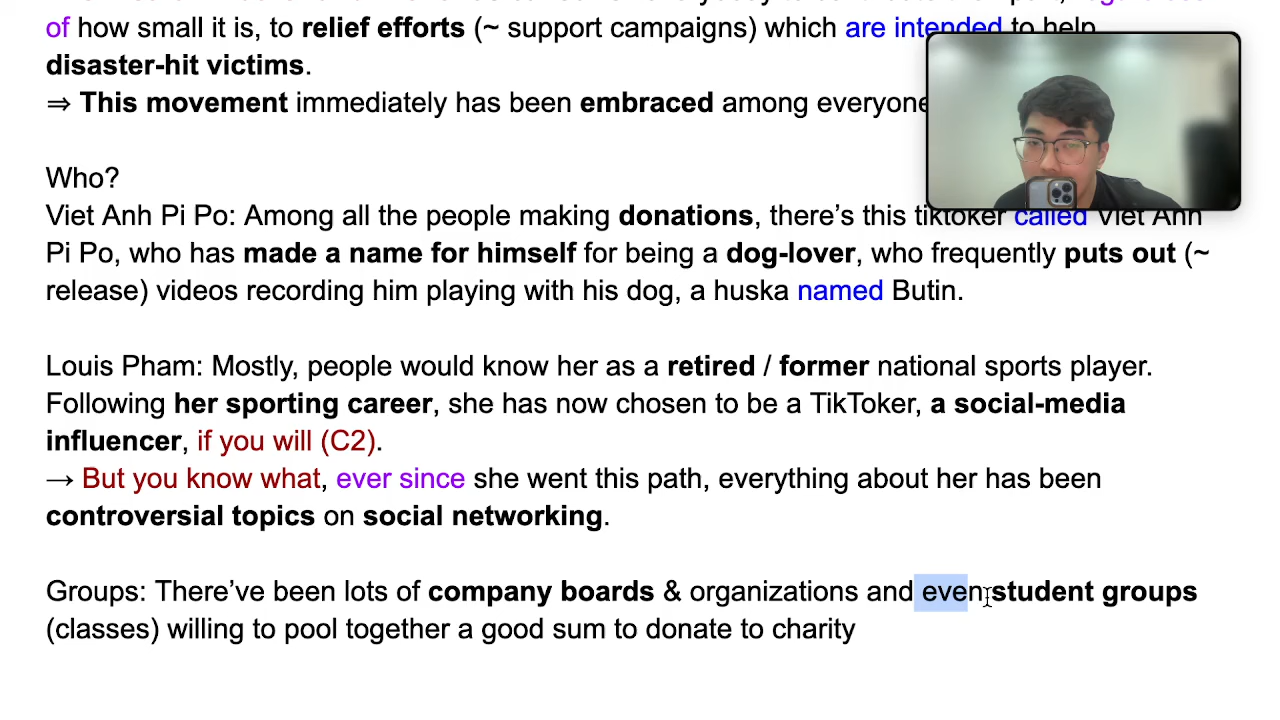 of how small it is, to relief efforts (~ support campaigns) which are intended to help
disaster-hit victims.
⇒ This movement immediately has been embraced among everyone
Who?
Viet Anh Pi Po: Among all the people making donations, there's this tiktoker called Viet Anh
Pi Po, who has made a name for himself for being a dog-lover, who frequently puts out (~
release) videos recording him playing with his dog, a huska named Butin.
Louis Pham: Mostly, people would know her as a retired / former national sports player.
Following her sporting career, she has now chosen to be a TikToker, a social-media
influencer, if you will (C2).
→ But you know what, ever since she went this path, everything about her has been
controversial topics on social networking.
Groups: There've been lots of company boards & organizations and even student groups
(classes) willing to pool together a good sum to donate to charity